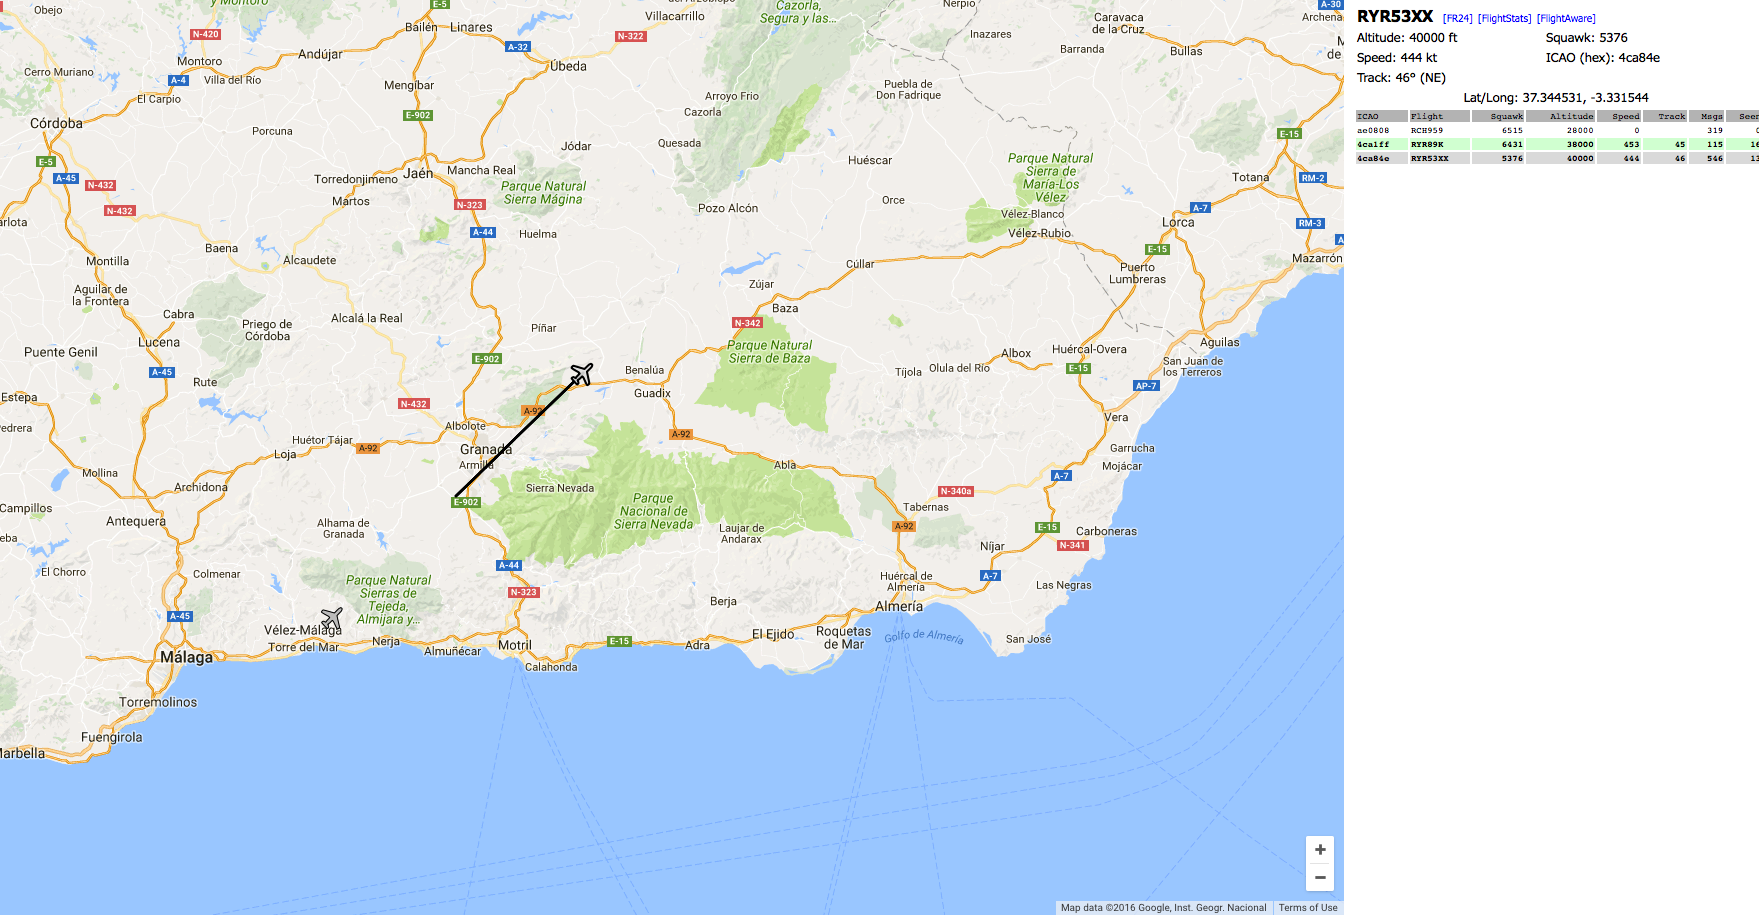 Obejo
y Montoro
E-5
Linares
Villacarrillo
Cazorla,
Segura y las...
Nerpio
Caravaca
de la Cruz
A-30
Archena
N-420
Bailén
A-32
N-322
Inazares
Barranda
Bullas
Andújar
Montoro
Úbeda
Cerro Muriano
A-4
Villa del Río
Mengíbar
El Carpio
Arroyo Frio
Puebla de
Don Fadrique
Cazorla
E-902
Córdoba
Porcuna
E-15
E-5
Jódar
Quesada
Huéscar
Parque Natural
Sierra de
María-Los
Vélez
A-45
N-432
Torredonjimeno
Jaén
Mancha Real
Parque Natural
Sierra Mágina
Totana
RM-2
Martos
N-323
Orce
N-432
Pozo Alcón
Vélez-Blanco
A-7
Lorca
RM-3
A-44
Huelma
Vélez-Rubio
Baena
E-15
Alcaudete
Montilla
Cúllar
Puerto
Lumbreras
Mazarrón
Aguilar de
la Frontera
Zújar
Cabra
Alcalá la Real
Priego de
Córdoba
Píñar
Baza
N-342
Lucena
Puente Genil
E-902
Parque Natural
Sierra de Baza
Albox
Huércal-Overa
Aguilas
San Juan de
los Terreros
A-45
Rute
Benalúa
Tíjola
Olula del Río
E-15
AP-7
Estepa
N-432
A-92
Guadix
Vera
Albolote
A-92
Huétor Tájar
A-92
Loja
Granada
Armilla
Abla
Garrucha
Mojácar
Mollina
Archidona
Sierra Nevada
A-7
E-902
Parque
Nacional de
Sierra Nevada
N-340a
Tabernas
Campillos
Antequera
Alhama de
Granada
Laujar de
Andarax
A-92
E-15
Carboneras
N-341
Níjar
El Chorro
Colmenar
A-44
Parque Natural
Sierras de
Tejeda,
Almijara y...
N-323
Huércal de
Almería
A-7
Las Negras
Berja
Almería
A-45
Vélez-Málaga
Torre del Mar
Nerja
Almuñécar
Motril
E-15
Adra
El Ejido
Roquetas
de Mar
Golfo de Almería
San José
Málaga
Calahonda
Torremolinos
Fuengirola
Marbella
Map data ©2016 Google, Inst. Geogr. Nacional Terms of Use
RYR53XX [FR24] [FlightStats] [FlightAware]
Altitude: 40000 ft Squawk: 5376
Speed: 444 kt ICAO (hex): 4ca84e
Track: 46° (NE)
Lat/Long: 37.344531, -3.331544
ICAO Flight Squawk Altitude Speed Track Msgs Seen
ae0808 RCH959 6515 28000 0 319
4ca1ff RYR89K 6431 38000 453 45 115 16
4ca84e RYR53XX 5376 40000 444 46 546 13